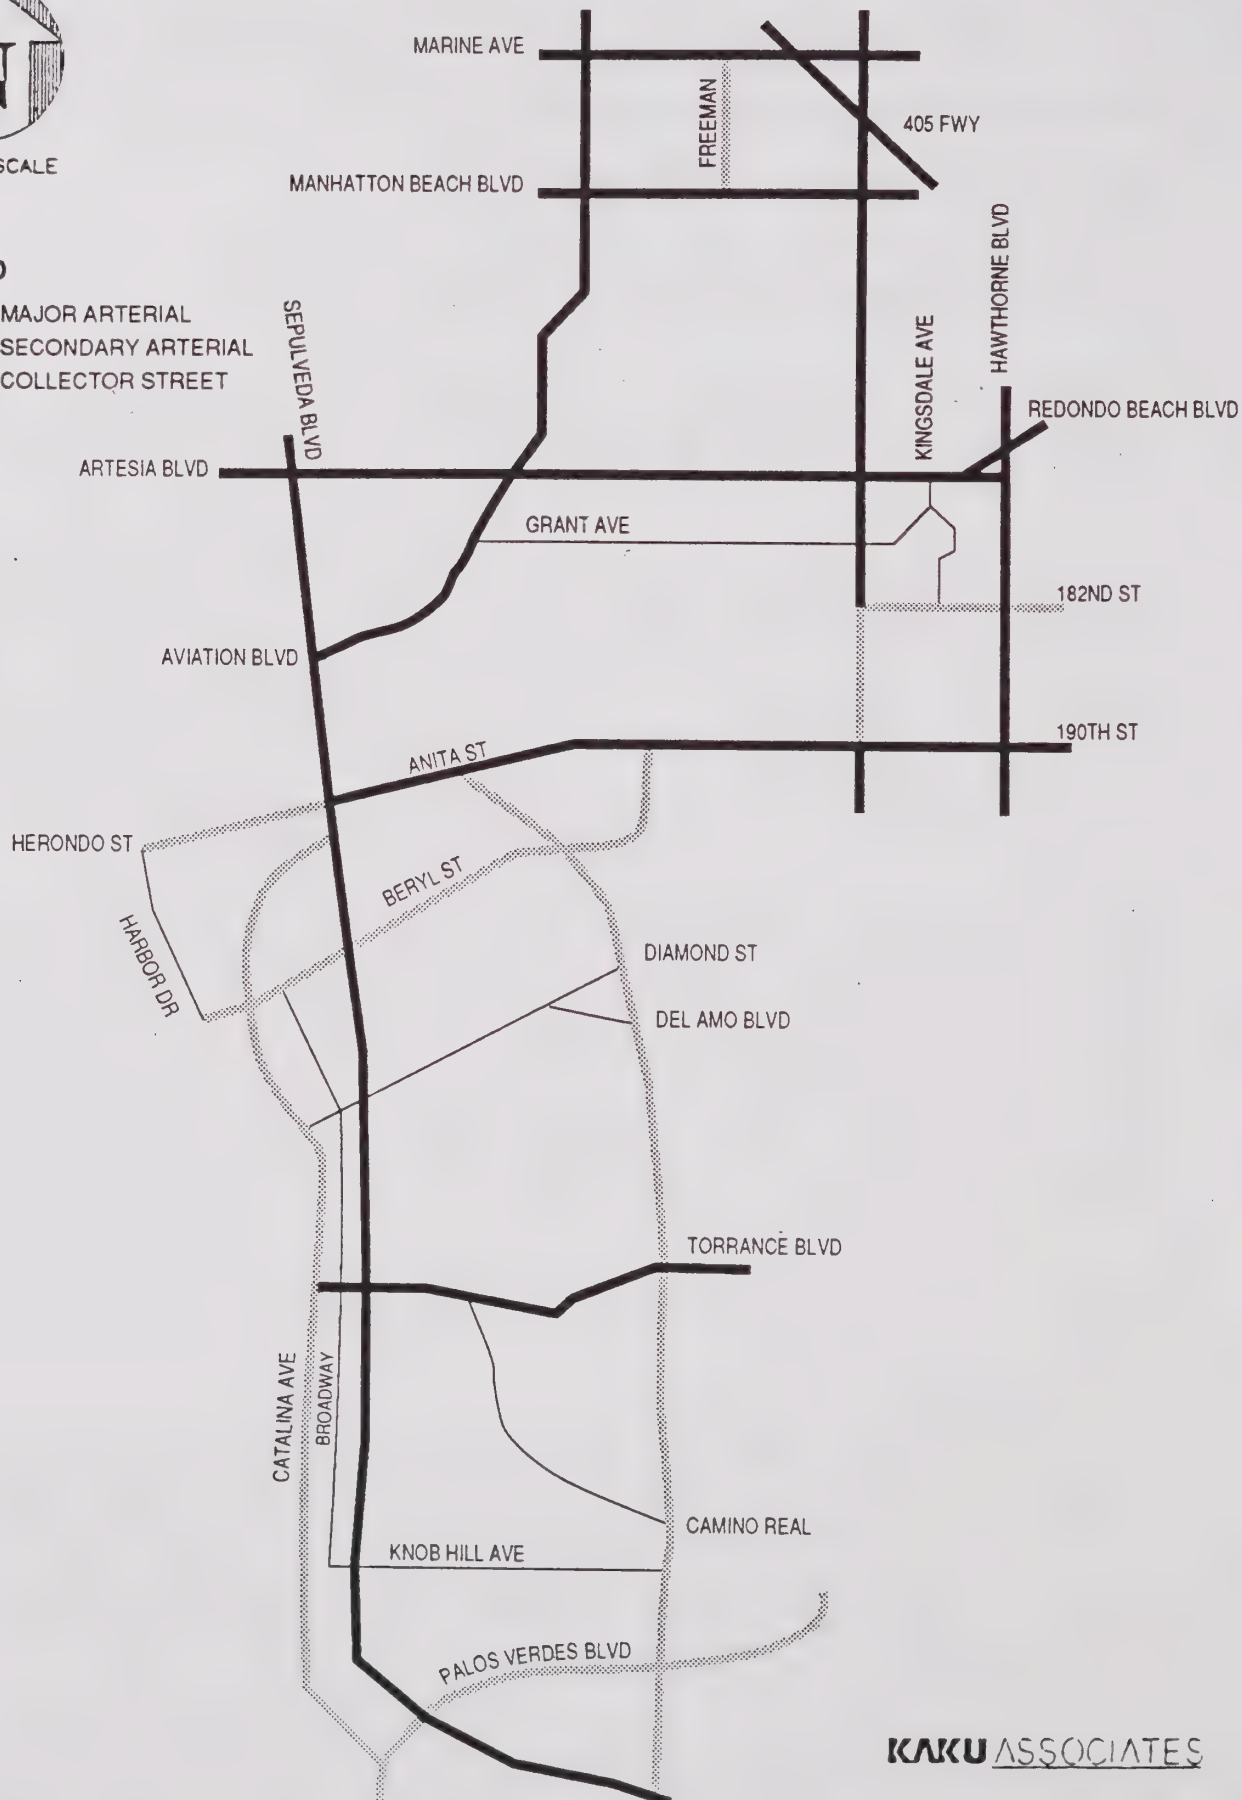 MARINE AVE
FREEMAN
405 FWY
SCALE
MANHATTON BEACH BLVD
HAWTHORNE BLVD
MAJOR ARTERIAL
SECONDARY ARTERIAL
COLLECTOR STREET
SEPULVEDA BLVD
KINGSDALE AVE
REDONDO BEACH BLVD
ARTESIA BLVD
GRANT AVE
182ND ST
AVIATION BLVD
190TH ST
ANITA ST
HERONDO ST
BERYL ST
HARBOR DR
DIAMOND ST
DEL AMO BLVD
TORRANCE BLVD
CATALINA AVE
BROADWAY
CAMINO REAL
KNOB HILL AVE
PALOS VERDES BLVD
KAKU ASSOCIATES